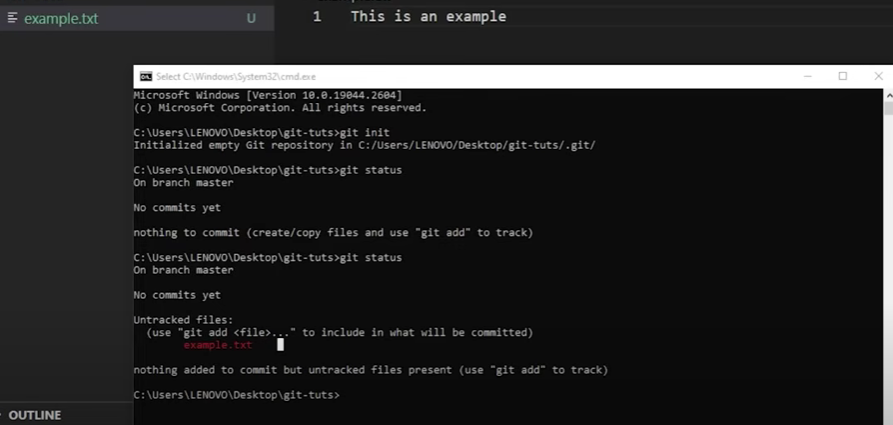 example.txt U
1 This is an example
Select C:\Windows\System32\cmd.exe
Microsoft Windows [Version 10.0.19044.2604]
(c) Microsoft Corporation. All rights reserved.
C:\Users\LENOVO\Desktop\git-tuts>git init
Initialized empty Git repository in C:/Users/LENOVO/Desktop/git-tuts/.git/
C:\Users\LENOVO\Desktop\git-tuts>git status
On branch master
No commits yet
nothing to commit (create/copy files and use "git add" to track)
C:\Users\LENOVO\Desktop\git-tuts>git status
On branch master
No commits yet
Untracked files:
(use "git add <file>..." to include in what will be committed)
example.txt
nothing added to commit but untracked files present (use "git add" to track)
C:\Users\LENOVO\Desktop\git-tuts>
OUTLINE